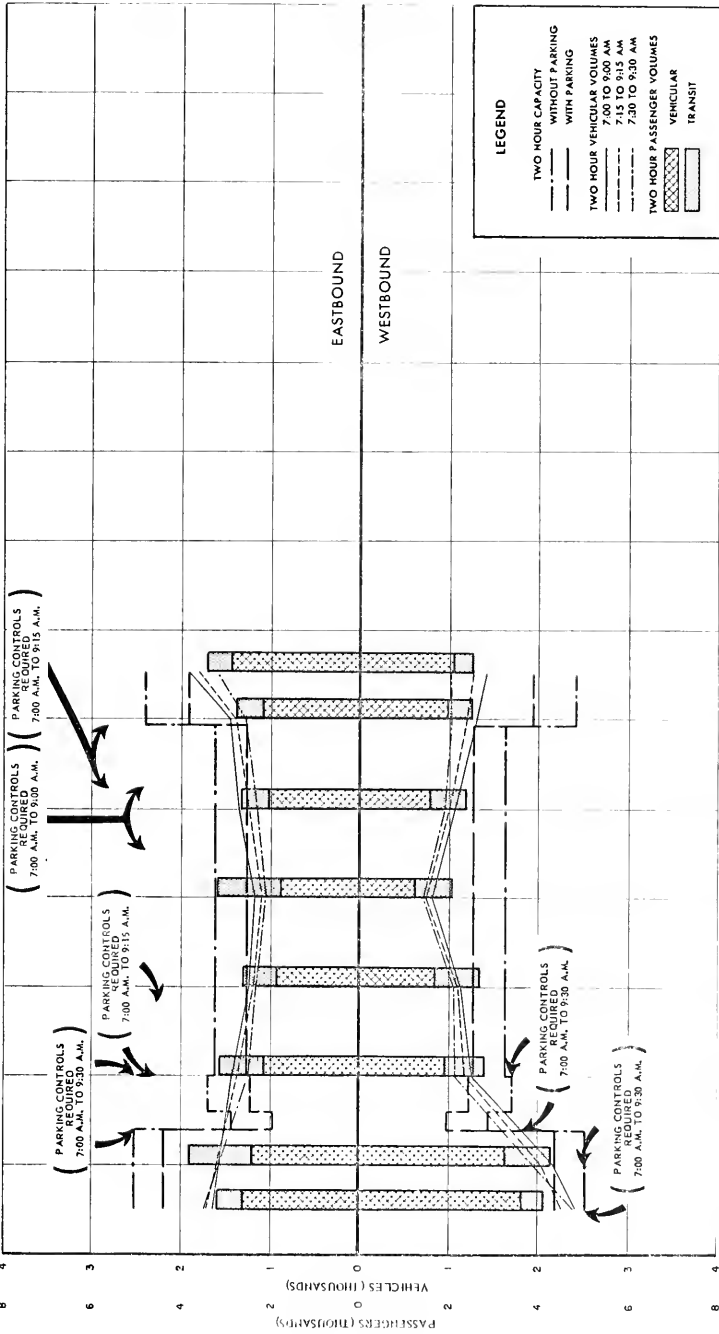 ( PARKING CONTROLS
REQUIRED
7:00 A.M. TO 9:00 A.M. )
( PARKING CONTROLS
REQUIRED
7:00 A.M. TO 9:15 A.M. )
( PARKING CONTROLS
REQUIRED
7:00 A.M. TO 9:30 A.M. )
( PARKING CONTROLS
REQUIRED
7:00 A.M. TO 9:15 A.M. )
EASTBOUND
WESTBOUND
( PARKING CONTROLS
REQUIRED
7:00 A.M. TO 9:30 A.M. )
( PARKING CONTROLS
REQUIRED
7:00 A.M. TO 9:30 A.M. )
PASSENGERS (THOUSANDS)
8
6
4
2
0
2
4
6
8
VEHICLES (THOUSANDS)
4
3
2
1
0
1
2
3
4
LEGEND
TWO HOUR CAPACITY
WITHOUT PARKING
WITH PARKING
TWO HOUR VEHICULAR VOLUMES
7:00 TO 9:00 AM
7:15 TO 9:15 AM
7:30 TO 9:30 AM
TWO HOUR PASSENGER VOLUMES
VEHICULAR
TRANSIT